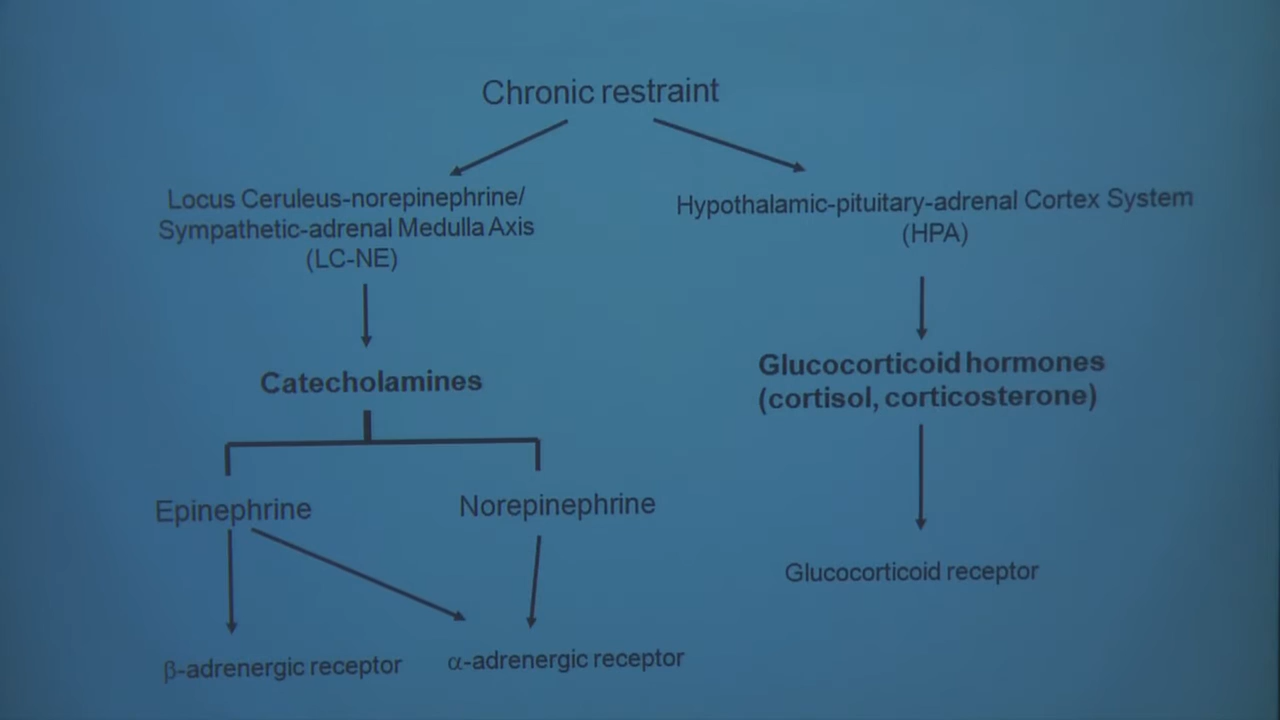 Chronic restraint
Locus Ceruleus-norepinephrine/
Sympathetic-adrenal Medulla Axis
(LC-NE)
Hypothalamic-pituitary-adrenal Cortex System
(HPA)
Catecholamines
Glucocorticoid hormones
(cortisol, corticosterone)
Epinephrine
Norepinephrine
Glucocorticoid receptor
β-adrenergic receptor
α-adrenergic receptor